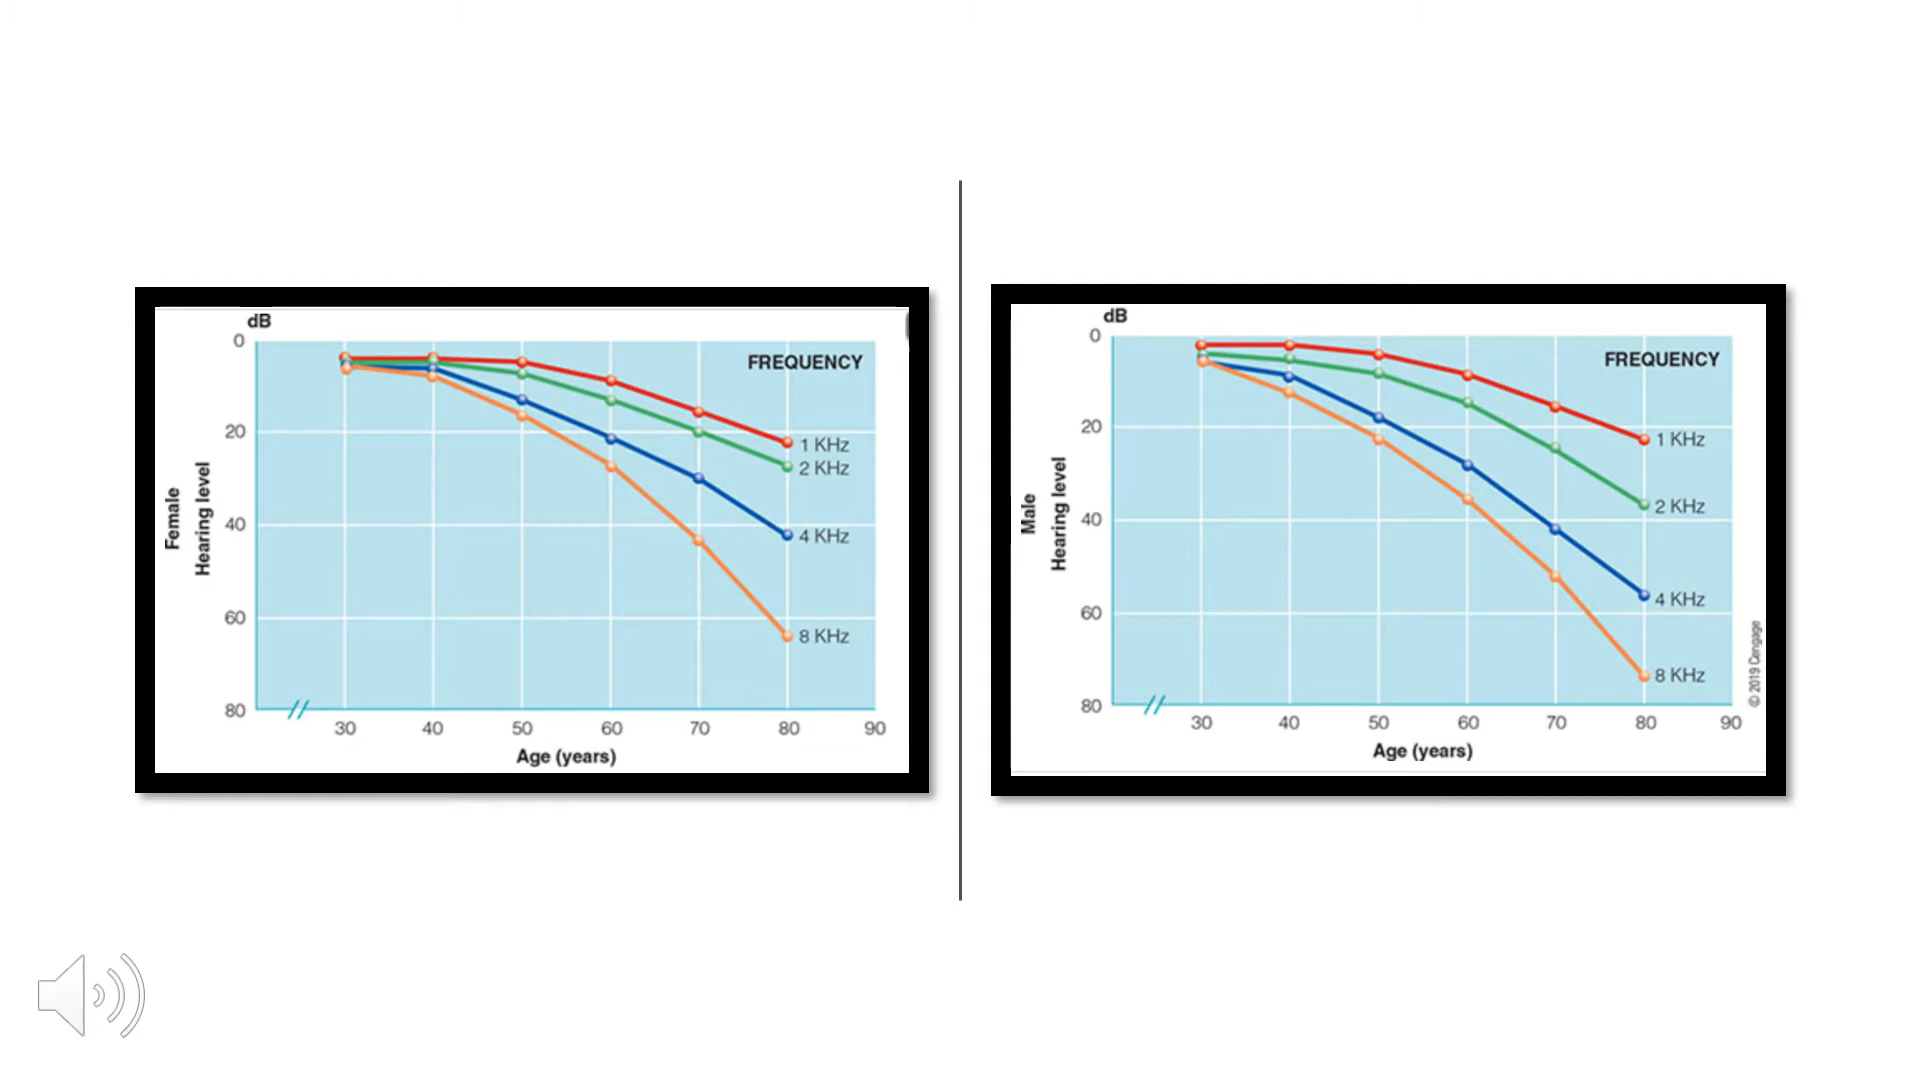 dB
0
20
40
60
80
FREQUENCY
1 KHz
2 KHz
4 KHz
8 KHz
Female
Hearing level
30 40 50 60 70 80 90
Age (years)
dB
0
20
40
60
80
FREQUENCY
1 KHz
2 KHz
4 KHz
8 KHz
Male
Hearing level
30 40 50 60 70 80 90
Age (years)
© 2019 Cengage